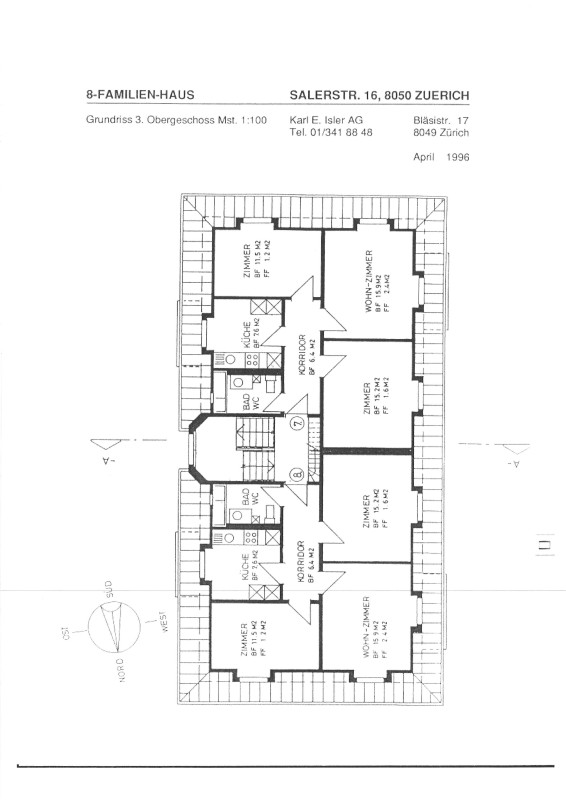 8-FAMILIEN-HAUS SALERSTR. 16, 8050 ZUERICH
Grundriss 3. Obergeschoss Mst. 1:100 Karl E. Isler AG Bläsistr. 17
Tel. 01/341 88 48 8049 Zürich
April 1996
ZIMMER
BF 11.5 M2
FF 1.2 M2
WOHN-ZIMMER
BF 15.9 M2
FF 2.4 M2
KÜCHE
BF 7.6 M2
KORRIDOR
BF 6.4 M2
ZIMMER
BF 15.2 M2
FF 1.6 M2
BAD
WC
7.
-A-
A-
8.
BAD
WC
ZIMMER
BF 15.2 M2
FF 1.6 M2
KÜCHE
BF 7.6 M2
KORRIDOR
BF 6.4 M2
ZIMMER
BF 11.5 M2
FF 1.2 M2
WOHN-ZIMMER
BF 15.9 M2
FF 2.4 M2
SÜD
OST
WEST
NORD